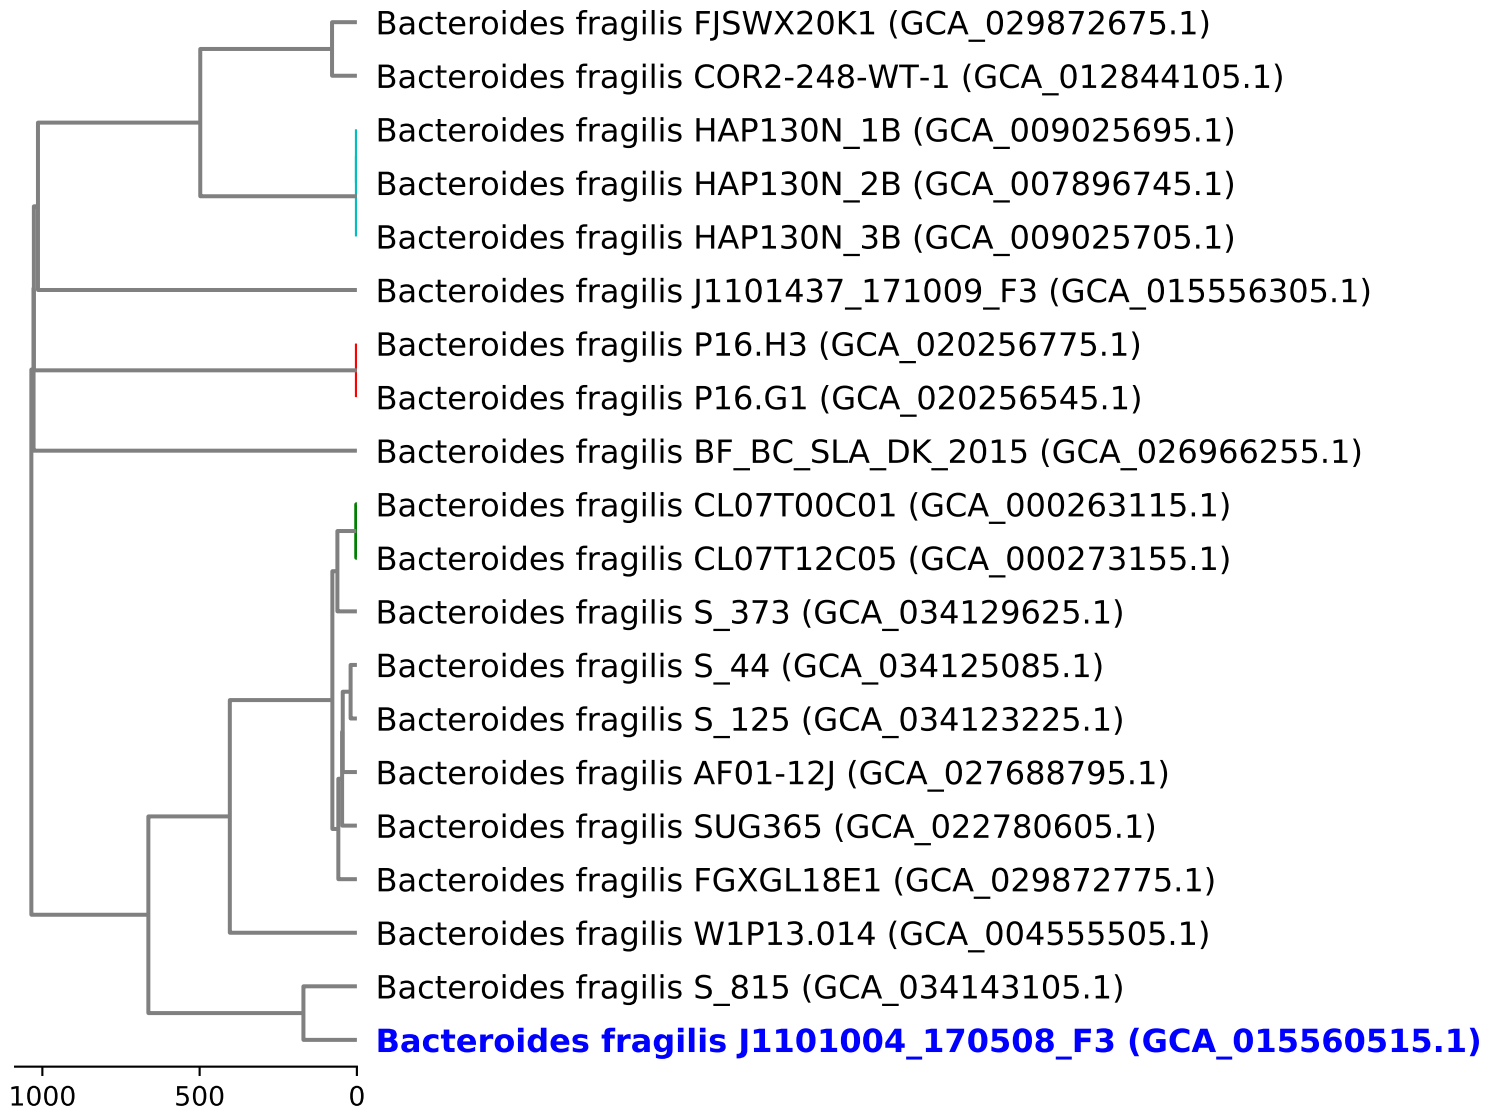 Bacteroides fragilis FJSWX20K1 (GCA_029872675.1)
Bacteroides fragilis COR2-248-WT-1 (GCA_012844105.1)
Bacteroides fragilis HAP130N_1B (GCA_009025695.1)
Bacteroides fragilis HAP130N_2B (GCA_007896745.1)
Bacteroides fragilis HAP130N_3B (GCA_009025705.1)
Bacteroides fragilis J1101437_171009_F3 (GCA_015556305.1)
Bacteroides fragilis P16.H3 (GCA_020256775.1)
Bacteroides fragilis P16.G1 (GCA_020256545.1)
Bacteroides fragilis BF_BC_SLA_DK_2015 (GCA_026966255.1)
Bacteroides fragilis CL07T00C01 (GCA_000263115.1)
Bacteroides fragilis CL07T12C05 (GCA_000273155.1)
Bacteroides fragilis S_373 (GCA_034129625.1)
Bacteroides fragilis S_44 (GCA_034125085.1)
Bacteroides fragilis S_125 (GCA_034123225.1)
Bacteroides fragilis AF01-12J (GCA_027688795.1)
Bacteroides fragilis SUG365 (GCA_022780605.1)
Bacteroides fragilis FGXGL18E1 (GCA_029872775.1)
Bacteroides fragilis W1P13.014 (GCA_004555505.1)
Bacteroides fragilis S_815 (GCA_034143105.1)
Bacteroides fragilis J1101004_170508_F3 (GCA_015560515.1)
1000 500 0